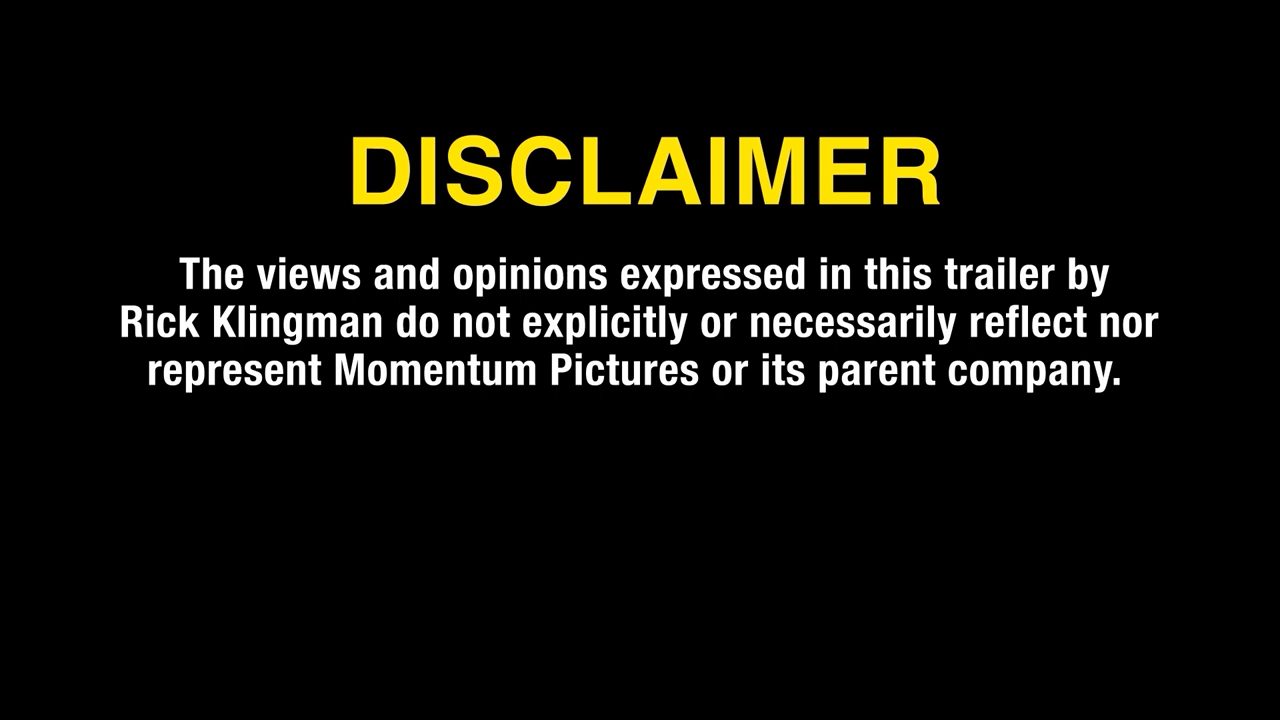 DISCLAIMER
The views and opinions expressed in this trailer by
Rick Klingman do not explicitly or necessarily reflect nor
represent Momentum Pictures or its parent company.